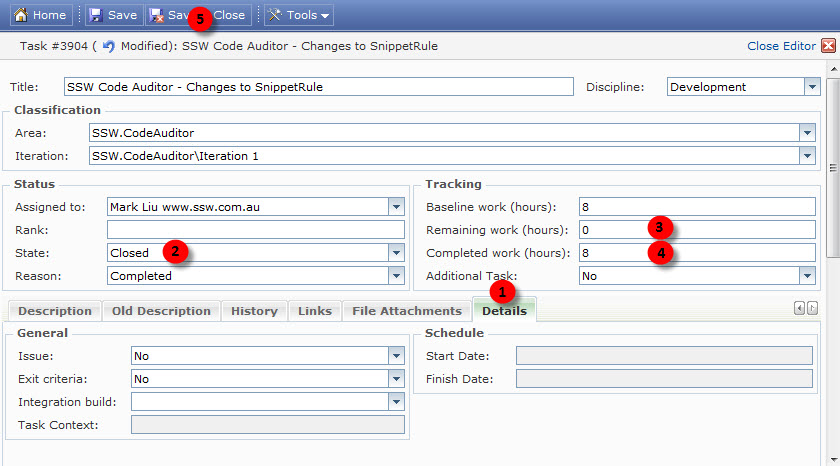 Home Save Sav 5 Close Tools
Task #3904 ( Modified): SSW Code Auditor - Changes to SnippetRule Close Editor
Title: SSW Code Auditor - Changes to SnippetRule Discipline: Development
Classification
Area: SSW.CodeAuditor
Iteration: SSW.CodeAuditor\Iteration 1
Status Tracking
Assigned to: Mark Liu www.ssw.com.au Baseline work (hours): 8
Rank: Remaining work (hours): 0 3
State: Closed 2 Completed work (hours): 8 4
Reason: Completed Additional Task: No
1
Description Old Description History Links File Attachments Details
General Schedule
Issue: No Start Date:
Exit criteria: No Finish Date:
Integration build:
Task Context: